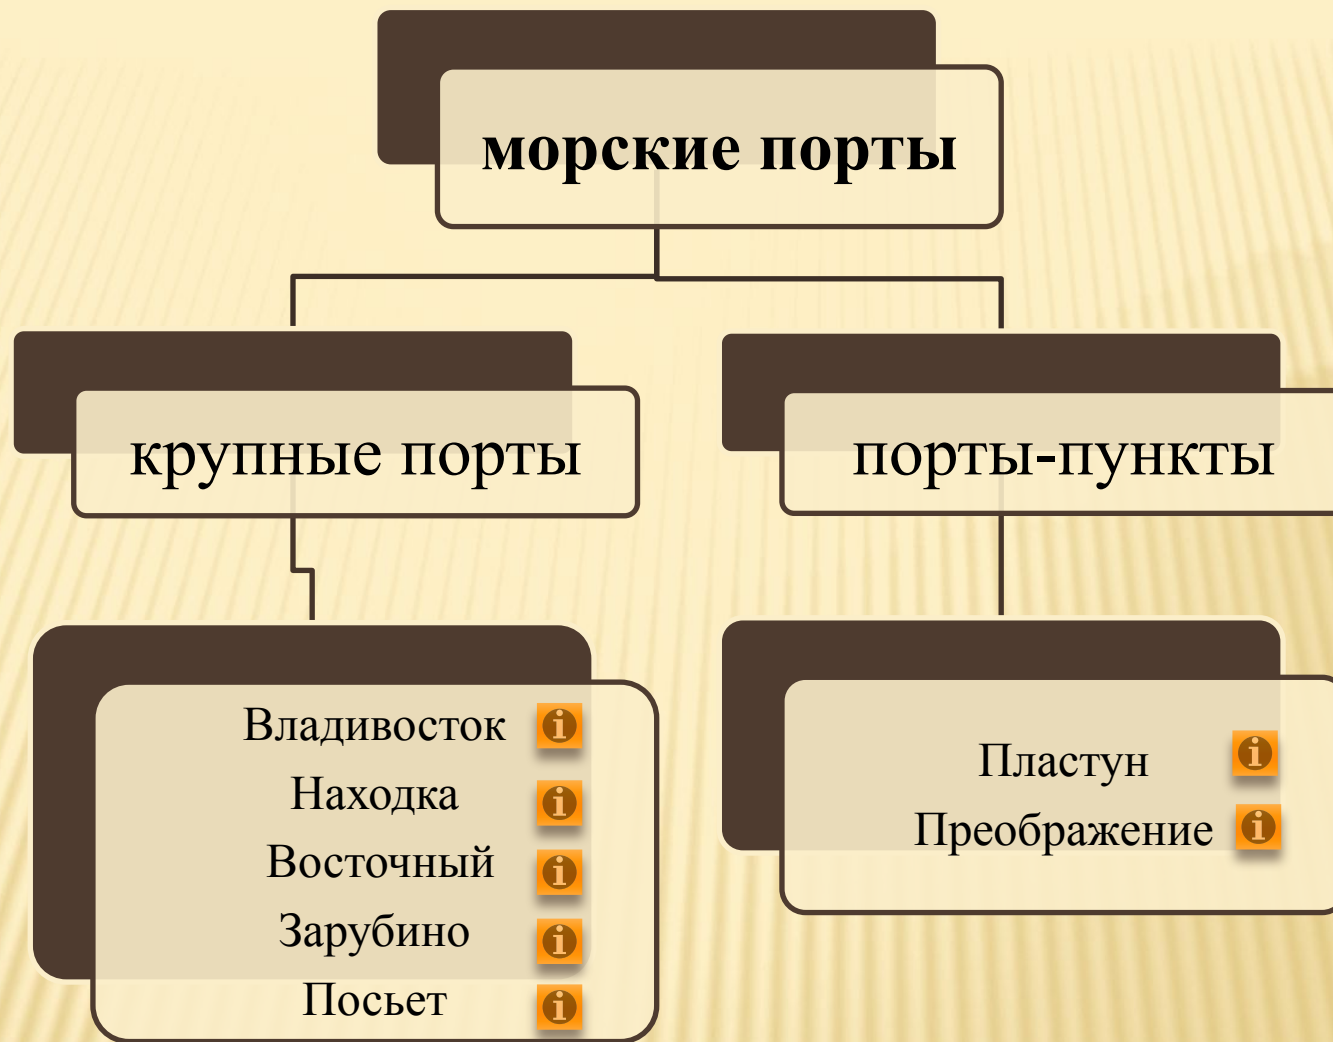 морские порты
крупные порты
порты-пункты
Владивосток
Находка
Восточный
Зарубино
Посьет
Пластун
Преображение